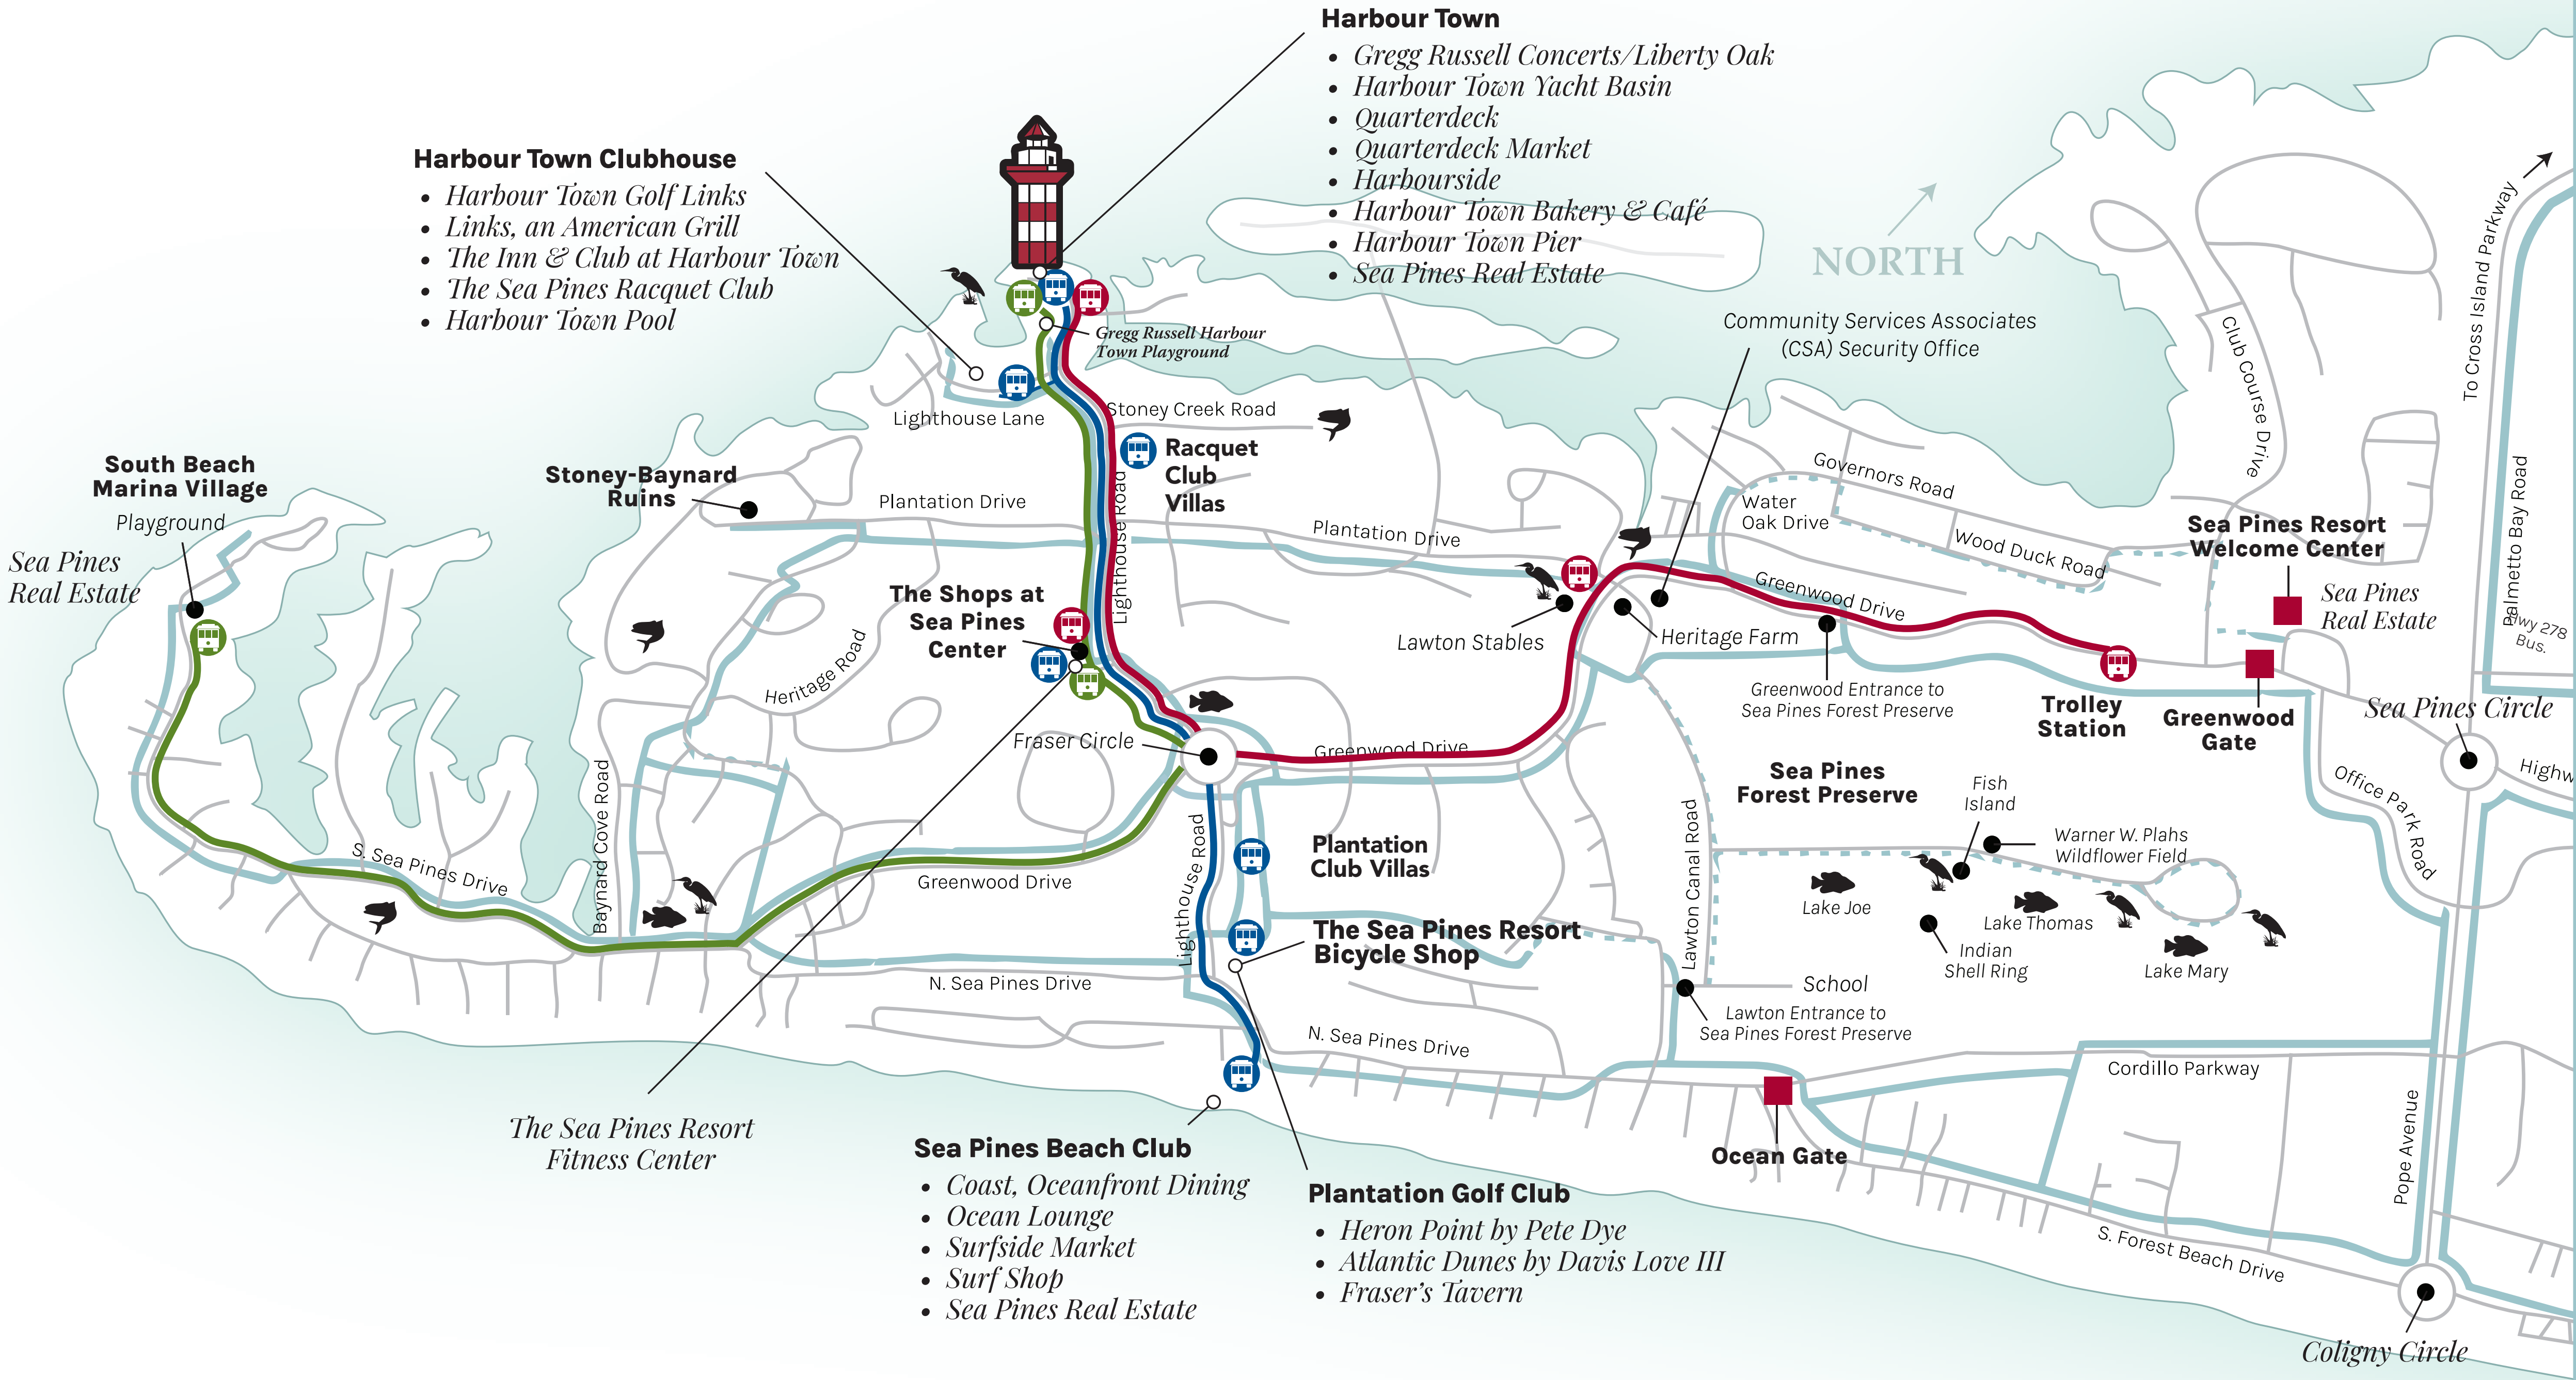 Harbour Town
• Gregg Russell Concerts/Liberty Oak
• Harbour Town Yacht Basin
• Quarterdeck
• Quarterdeck Market
• Harbourside
• Harbour Town Bakery & Café
• Harbour Town Pier
• Sea Pines Real Estate
Harbour Town Clubhouse
• Harbour Town Golf Links
• Links, an American Grill
• The Inn & Club at Harbour Town
• The Sea Pines Racquet Club
• Harbour Town Pool
NORTH
To Cross Island Parkway
Club Course Drive
Palmetto Bay Road
Hwy 278
Bus.
Gregg Russell Harbour
Town Playground
Community Services Associates
(CSA) Security Office
Lighthouse Lane
Stoney Creek Road
Racquet
Club
Villas
South Beach
Marina Village
Playground
Sea Pines
Real Estate
Stoney-Baynard
Ruins
Plantation Drive
Lighthouse Road
Plantation Drive
Governors Road
Water
Oak Drive
Wood Duck Road
Greenwood Drive
Sea Pines Resort
Welcome Center
Sea Pines
Real Estate
The Shops at
Sea Pines
Center
Heritage Road
Lawton Stables
Heritage Farm
Greenwood Entrance to
Sea Pines Forest Preserve
Trolley
Station
Greenwood
Gate
Sea Pines Circle
Fraser Circle
Greenwood Drive
Sea Pines
Forest Preserve
Fish
Island
Office Park Road
Highw
Warner W. Plahs
Wildflower Field
Lake Joe
Lake Thomas
Indian
Shell Ring
Lake Mary
Lawton Canal Road
School
Lawton Entrance to
Sea Pines Forest Preserve
S. Sea Pines Drive
Baynard Cove Road
Greenwood Drive
Lighthouse Road
Plantation
Club Villas
The Sea Pines Resort
Bicycle Shop
N. Sea Pines Drive
N. Sea Pines Drive
Cordillo Parkway
Pope Avenue
Ocean Gate
S. Forest Beach Drive
Coligny Circle
The Sea Pines Resort
Fitness Center
Sea Pines Beach Club
• Coast, Oceanfront Dining
• Ocean Lounge
• Surfside Market
• Surf Shop
• Sea Pines Real Estate
Plantation Golf Club
• Heron Point by Pete Dye
• Atlantic Dunes by Davis Love III
• Fraser's Tavern